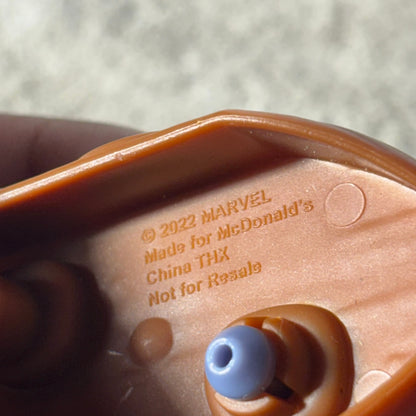 © 2022 MARVEL
Made for McDonald's
China THX
Not for Resale